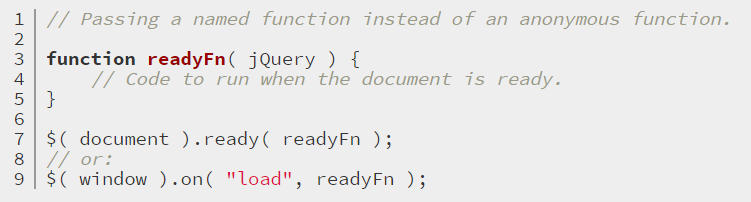 1 // Passing a named function instead of an anonymous function.
2
3 function readyFn( jQuery ) {
4     // Code to run when the document is ready.
5 }
6
7 $( document ).ready( readyFn );
8 // or:
9 $( window ).on( "load", readyFn );